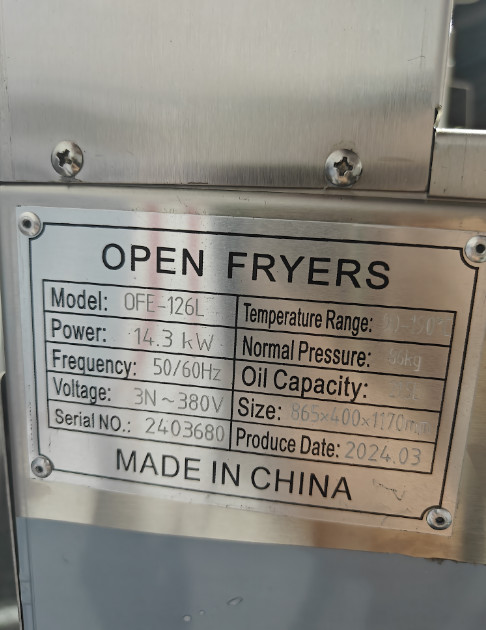 OPEN FRYERS
Model: OFE-126L
Temperature Range:
Power: 14.3 kW
Normal Pressure:
Frequency: 50/60Hz
Oil Capacity:
Voltage: 3N~380V
Size: 865×400×1170mm
Serial NO.: 2403680
Produce Date: 2024.03
MADE IN CHINA